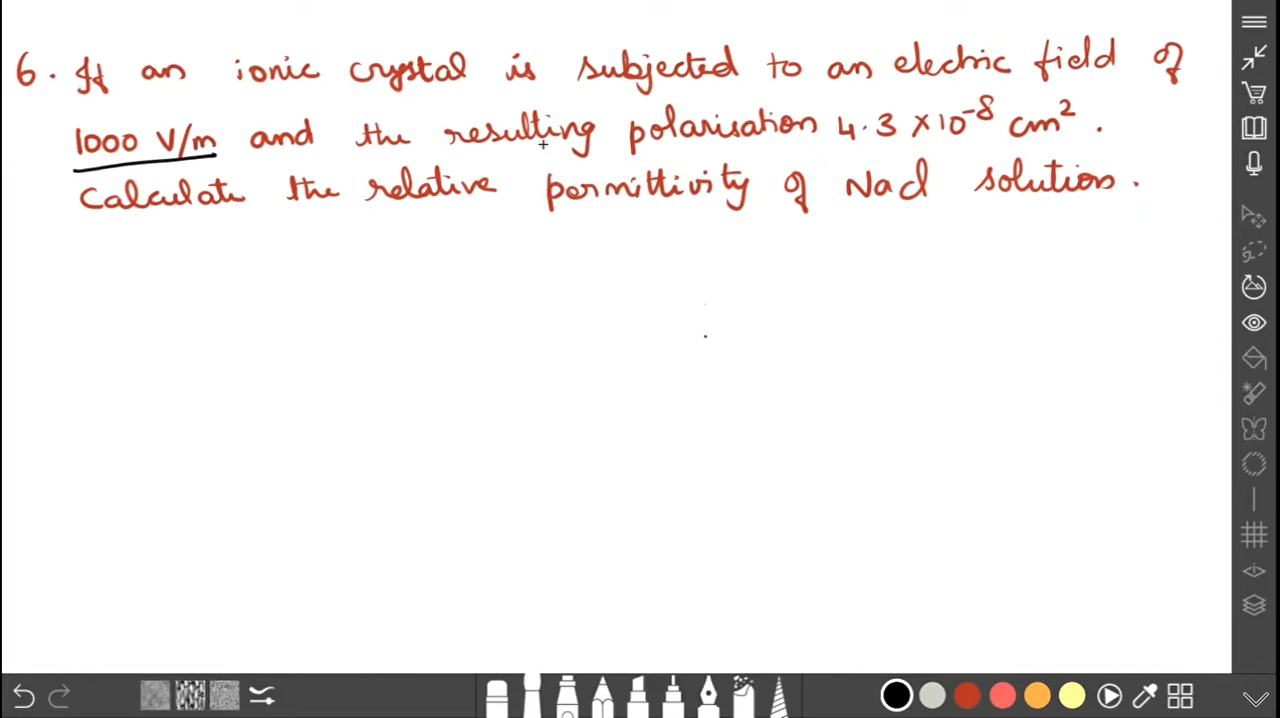 6. If an ionic crystal is subjected to an electric field of
1000 V/m and the resulting polarisation 4.3 × 10⁻⁸ cm².
Calculate the relative permittivity of Nacl solution.